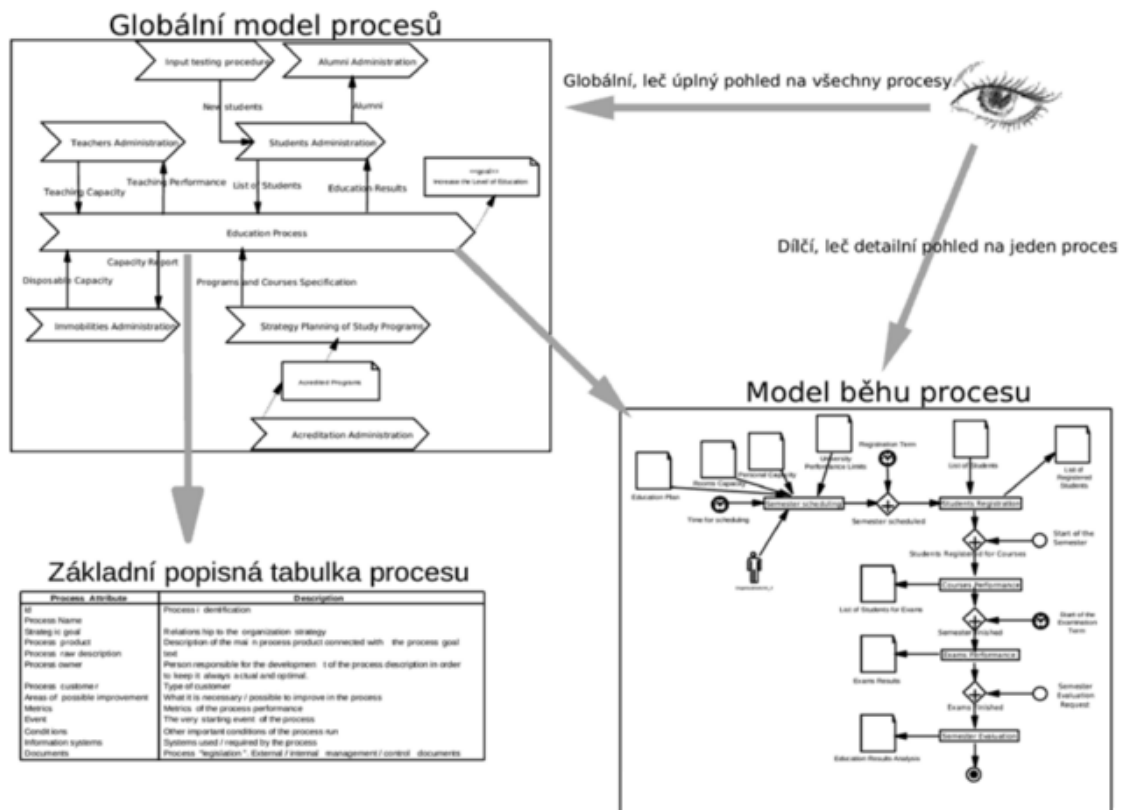 Globální model procesů
Input testing procedure
Alumni Administration
New students
Alumni
Teachers Administration
Students Administration
Teaching Capacity
Teaching Performance
List of Students
Education Results
<<goal>>
Increase the Level of Education
Education Process
Capacity Report
Disposable Capacity
Programs and Courses Specification
Immobilities Administration
Strategy Planning of Study Programs
Acredited Programs
Acreditation Administration
Globální, leč úplný pohled na všechny procesy
Dílčí, leč detailní pohled na jeden proces
Základní popisná tabulka procesu
Process Attribute Description
Id Process i dentification
Process Name
Strateg ic goal Relations hip to the organization strategy
Process product Description of the mai n process product connected with the process goal
Process raw description text
Process owner Person responsible for the developmen t of the process description in order
to keep it always actual and optimal.
Process custome r Type of customer
Areas of possible improvement What it is necessary / possible to improve in the process
Metrics Metrics of the process performance
Event The very starting event of the process
Conditions Other important conditions of the process run
Information systems Systems used / required by the process
Documents Process "legislation". External / internal management / control documents
Model běhu procesu
Registration Term
University
Performance Limits
Personal Capacity
Rooms Capacity
Education Plan
List of Students
List of
Registered
Students
Time for scheduling
Semester scheduling
Semester scheduled
Students Registration
Start of the
Semester
Students Registered for Courses
Courses Performance
List of Students for Exams
Start of the
Examination
Term
Semester finished
Exams Performance
Exams Results
Semester
Evaluation
Request
Exams finished
Semester Evaluation
Education Results Analysis